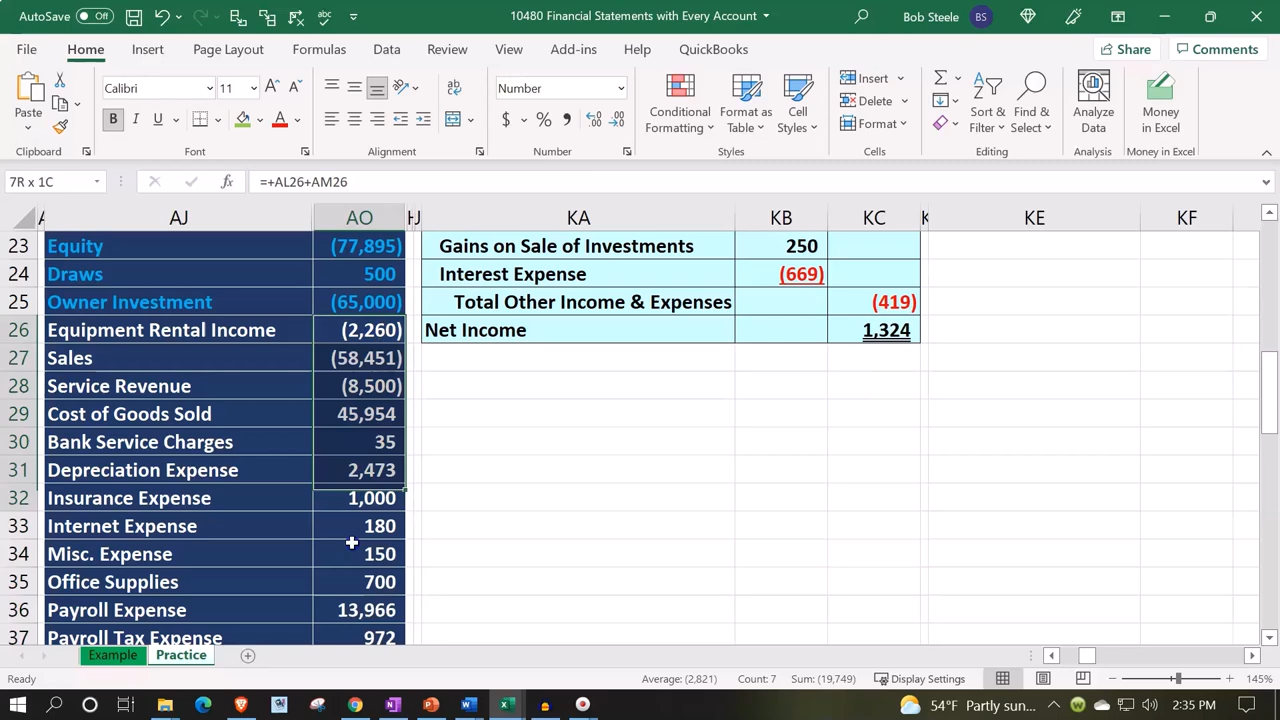 AutoSave Off 10480 Financial Statements with Every Account Bob Steele BS
File Home Insert Page Layout Formulas Data Review View Add-ins Help QuickBooks Share Comments
Paste Calibri 11 Number Conditional Formatting Format as Table Cell Styles Insert Delete Format Sort & Filter Find & Select Analyze Data Money in Excel
Clipboard Font Alignment Number Styles Cells Editing Analysis Money in Excel
7R x 1C fx =+AL26+AM26
AJ AO KA KB KC KE KF
23 Equity (77,895) Gains on Sale of Investments 250
24 Draws 500 Interest Expense (669)
25 Owner Investment (65,000) Total Other Income & Expenses (419)
26 Equipment Rental Income (2,260) Net Income 1,324
27 Sales (58,451)
28 Service Revenue (8,500)
29 Cost of Goods Sold 45,954
30 Bank Service Charges 35
31 Depreciation Expense 2,473
32 Insurance Expense 1,000
33 Internet Expense 180
34 Misc. Expense 150
35 Office Supplies 700
36 Payroll Expense 13,966
37 Payroll Tax Expense 972
Example Practice
Ready Average: (2,821) Count: 7 Sum: (19,749) Display Settings 145%
54°F Partly sun... 2:35 PM